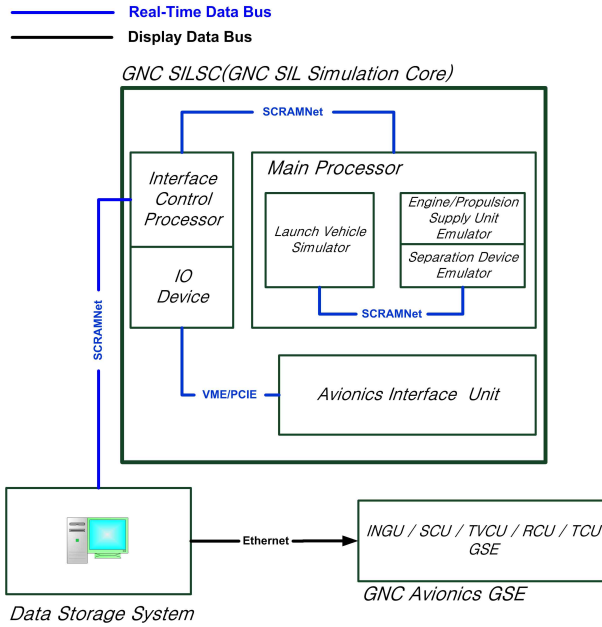 Real-Time Data Bus
Display Data Bus
GNC SILSC(GNC SIL Simulation Core)
SCRAMNet
Interface
Control
Processor
IO
Device
Main Processor
Launch Vehicle
Simulator
Engine/Propulsion
Supply Unit
Emulator
Separation Device
Emulator
SCRAMNet
SCRAMNet
VME/PCIE
Avionics Interface Unit
Ethernet
INGU / SCU / TVCU / RCU / TCU
GSE
GNC Avionics GSE
Data Storage System